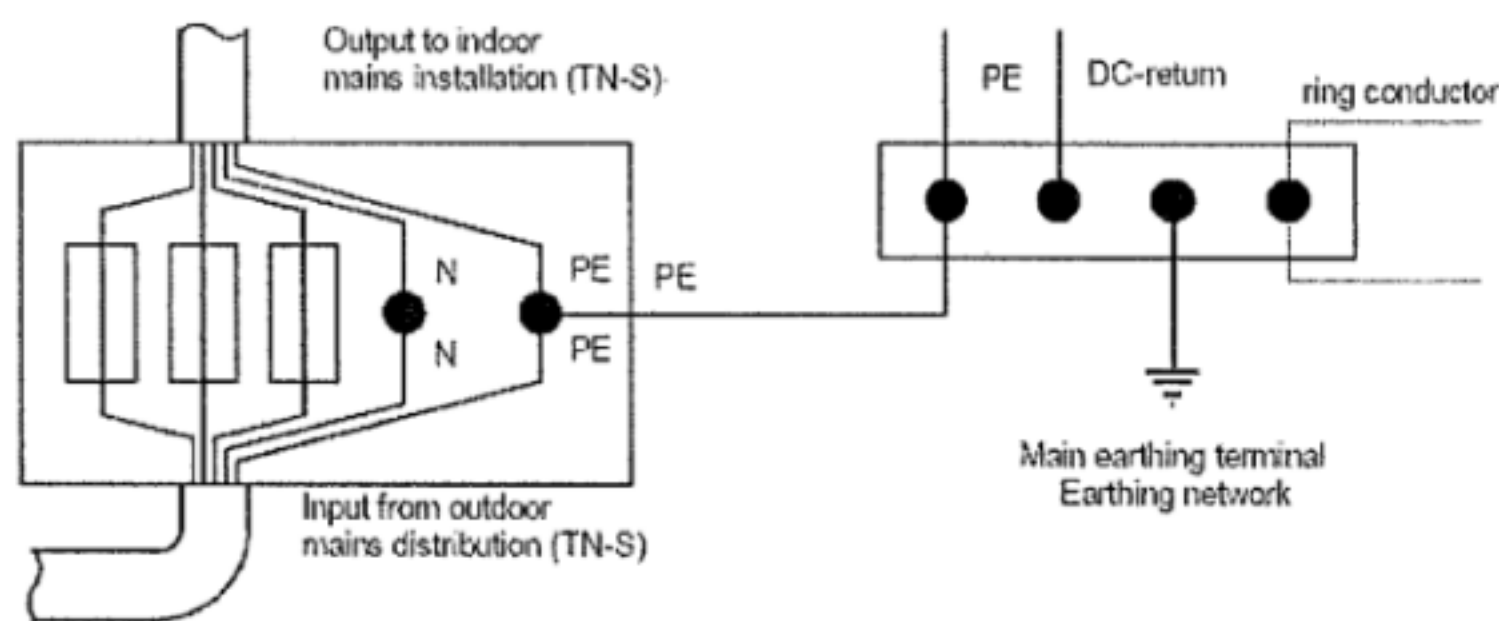 Output to indoor
mains installation (TN-S)
PE
DC-return
ring conductor
N
PE
PE
N
PE
Main earthing terminal
Earthing network
Input from outdoor
mains distribution (TN-S)